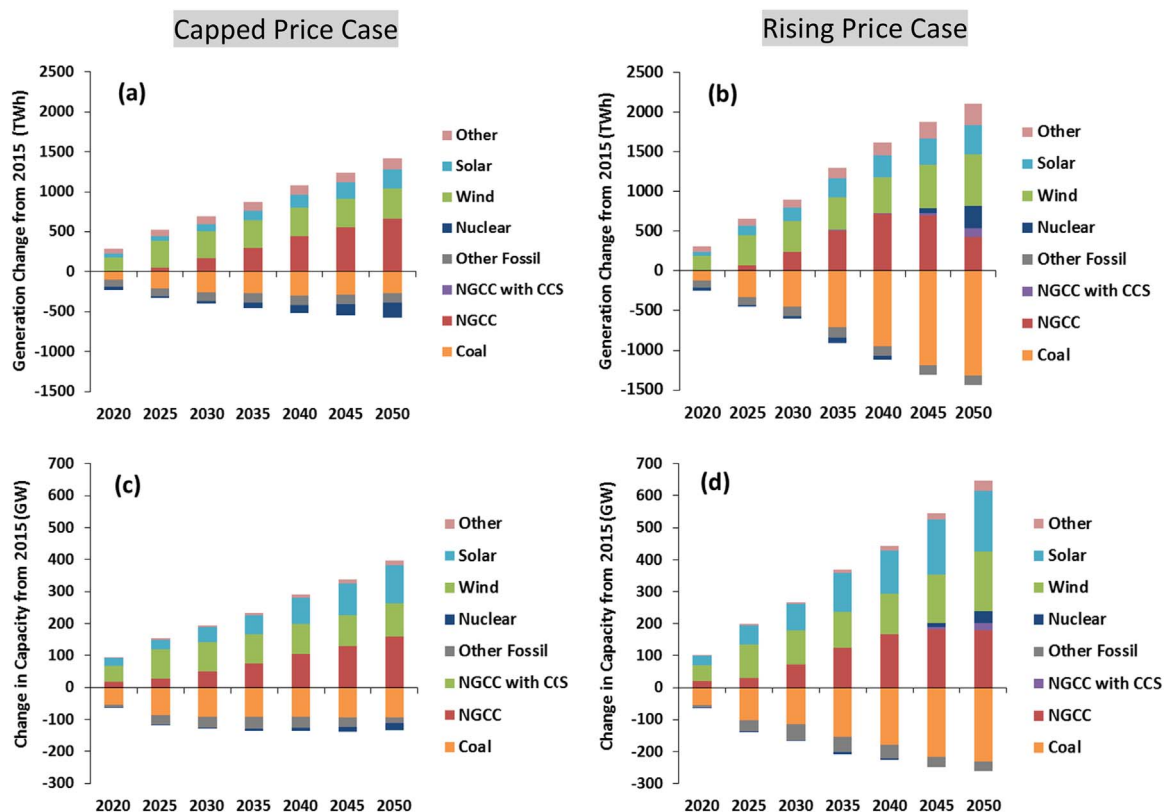 Capped Price Case
Rising Price Case
(a)
Generation Change from 2015 (TWh)
2500
2000
1500
1000
500
0
-500
-1000
-1500
2020 2025 2030 2035 2040 2045 2050
Other
Solar
Wind
Nuclear
Other Fossil
NGCC with CCS
NGCC
Coal
(b)
Generation Change from 2015 (TWh)
2500
2000
1500
1000
500
0
-500
-1000
-1500
2020 2025 2030 2035 2040 2045 2050
Other
Solar
Wind
Nuclear
Other Fossil
NGCC with CCS
NGCC
Coal
(c)
Change in Capacity from 2015 (GW)
700
600
500
400
300
200
100
0
-100
-200
-300
2020 2025 2030 2035 2040 2045 2050
Other
Solar
Wind
Nuclear
Other Fossil
NGCC with CCS
NGCC
Coal
(d)
Change in Capacity from 2015 (GW)
700
600
500
400
300
200
100
0
-100
-200
-300
2020 2025 2030 2035 2040 2045 2050
Other
Solar
Wind
Nuclear
Other Fossil
NGCC with CCS
NGCC
Coal